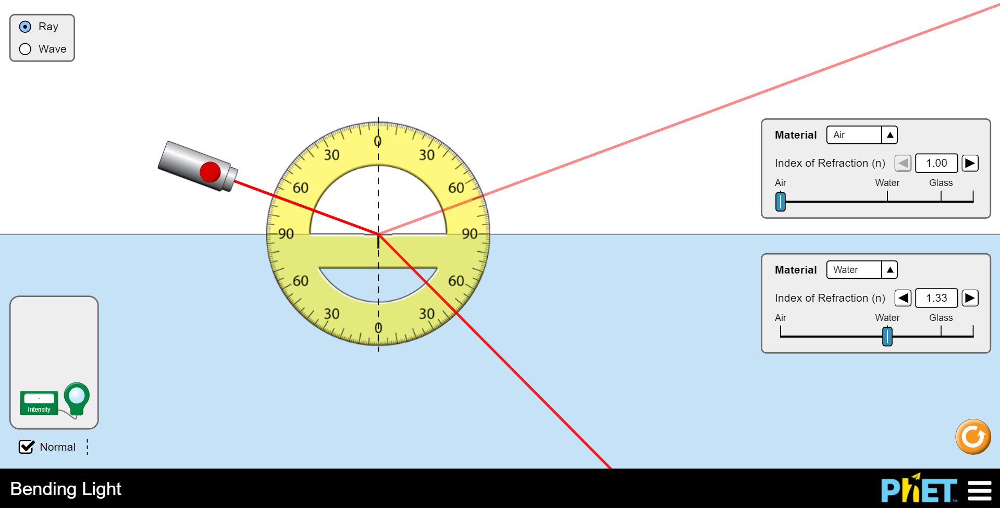 Ray
Wave
0
30 30
60 60
90 90
60 60
30 30
0
Material Air
Index of Refraction (n) 1.00
Air Water Glass
Material Water
Index of Refraction (n) 1.33
Air Water Glass
-
Intensity
Normal
Bending Light
PhET™